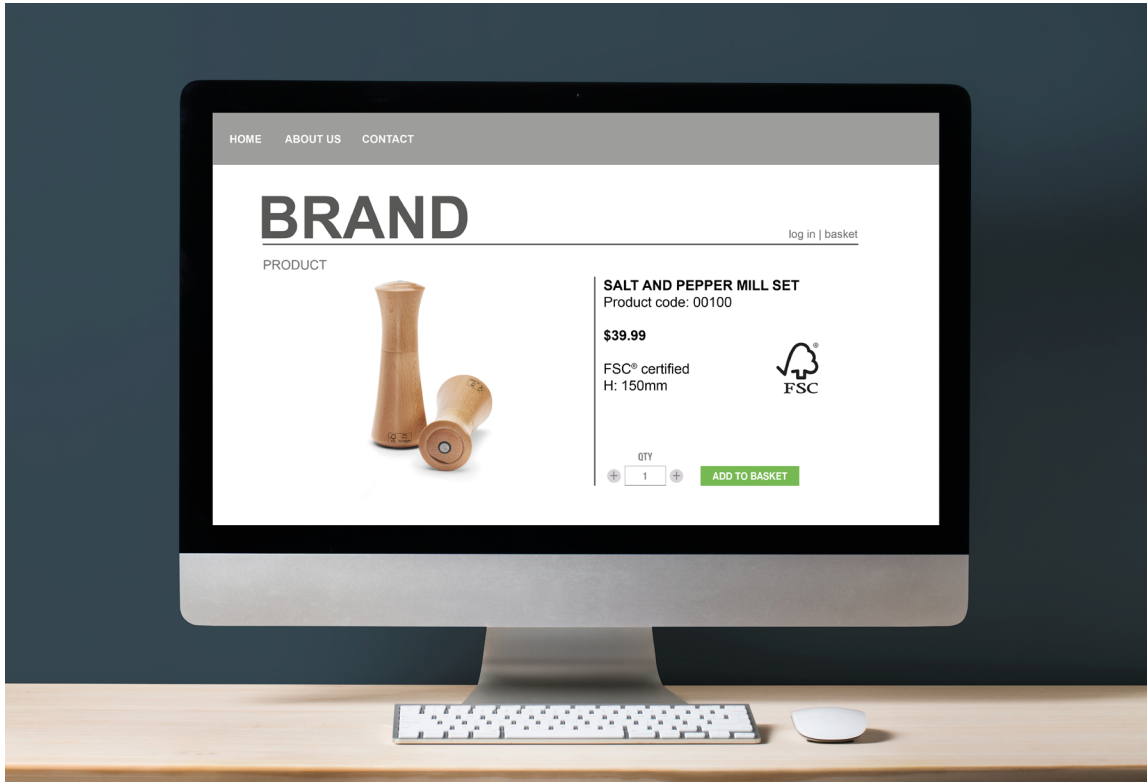 HOME ABOUT US CONTACT
BRAND
log in | basket
PRODUCT
SALT AND PEPPER MILL SET
Product code: 00100
$39.99
FSC® certified
H: 150mm
®
FSC
QTY
+ 1 +
ADD TO BASKET